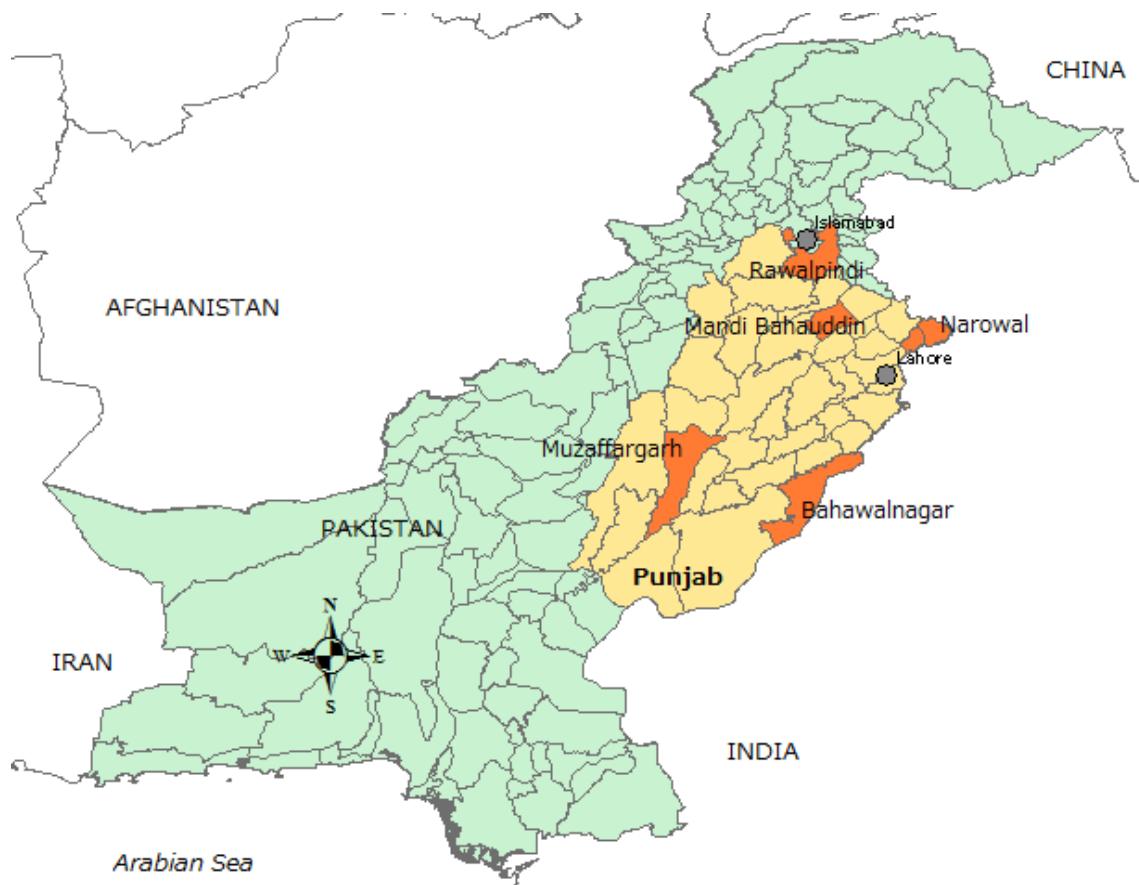 CHINA
Islamabad
Rawalpindi
AFGHANISTAN
Mandi Bahauddin
Narowal
Lahore
Muzaffargarh
Bahawalnagar
PAKISTAN
Punjab
N
W
E
S
IRAN
INDIA
Arabian Sea